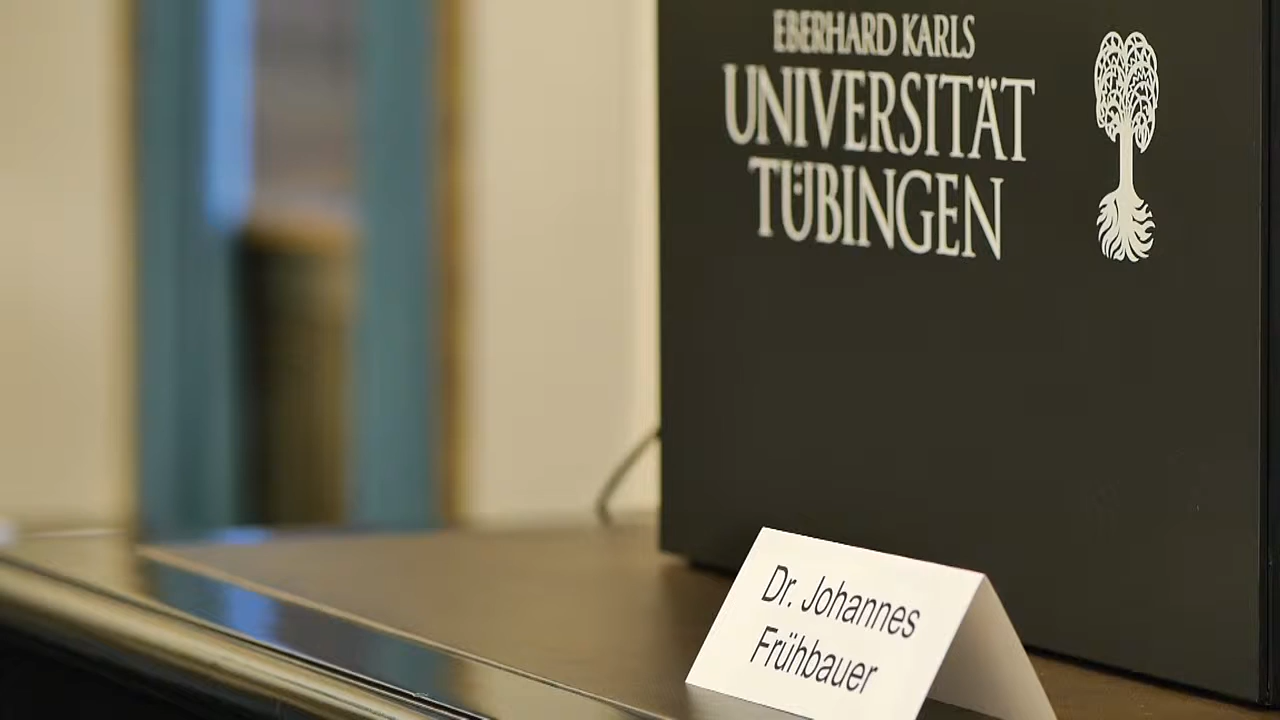 EBERHARD KARLS
UNIVERSITÄT
TÜBINGEN
Dr. Johannes
Frühbauer